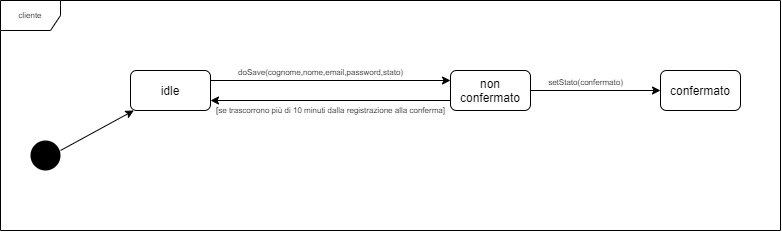 cliente
doSave(cognome,nome,email,password,stato)
idle
non
confermato
setStato(confermato)
confermato
[se trascorrono più di 10 minuti dalla registrazione alla conferma]